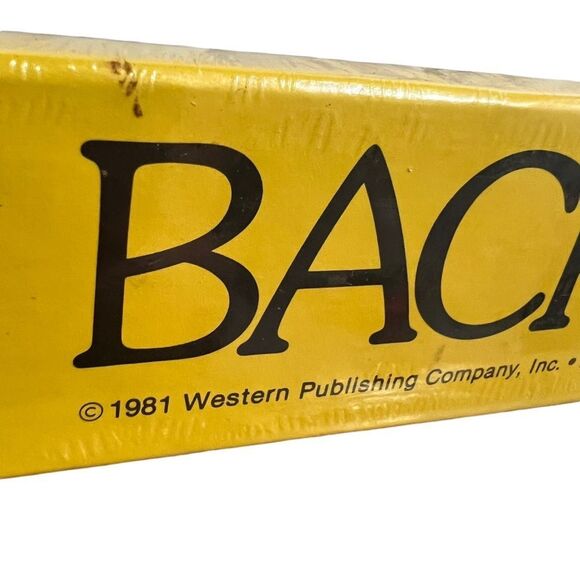 BAC
© 1981 Western Publishing Company, Inc. •